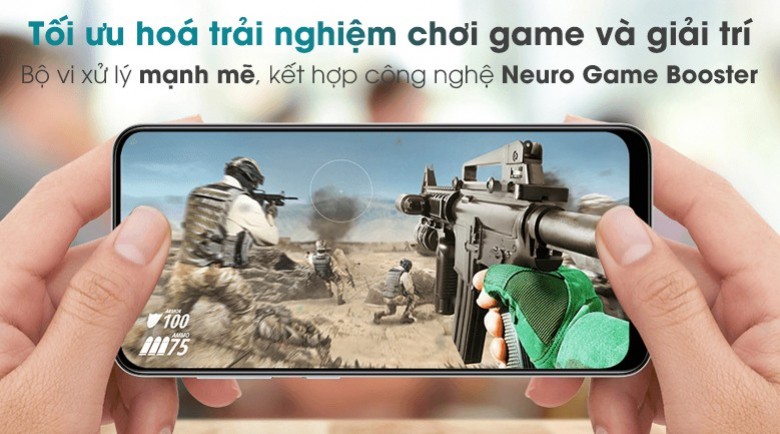 Tối ưu hoá trải nghiệm chơi game và giải trí
Bộ vi xử lý mạnh mẽ, kết hợp công nghệ Neuro Game Booster
ARMOR
100
AMMO
75